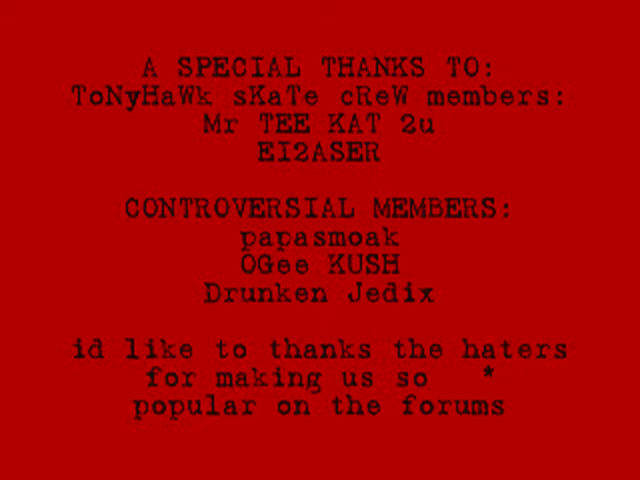 A SPECIAL THANKS TO:
ToNyHaWk sKaTe cReW members:
Mr TEE KAT 2u
EI2ASER
CONTROVERSIAL MEMBERS:
papasmoak
OGee KUSH
Drunken Jedix
id like to thanks the haters
for making us so *
popular on the forums